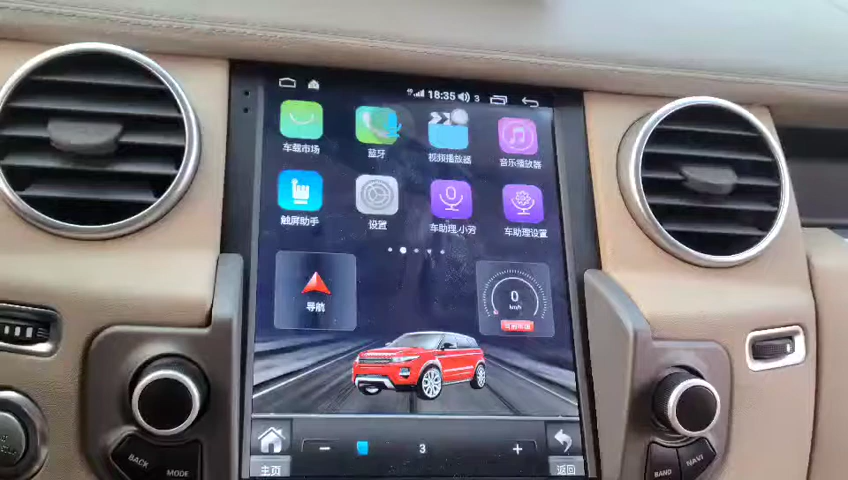 18:35 3
车载市场
蓝牙
视频播放器
音乐播放器
触屏助手
设置
车助理.小芳
车助理设置
导航
0
km/h
3
主页
返回
BACK
MODE
BAND
NAVI